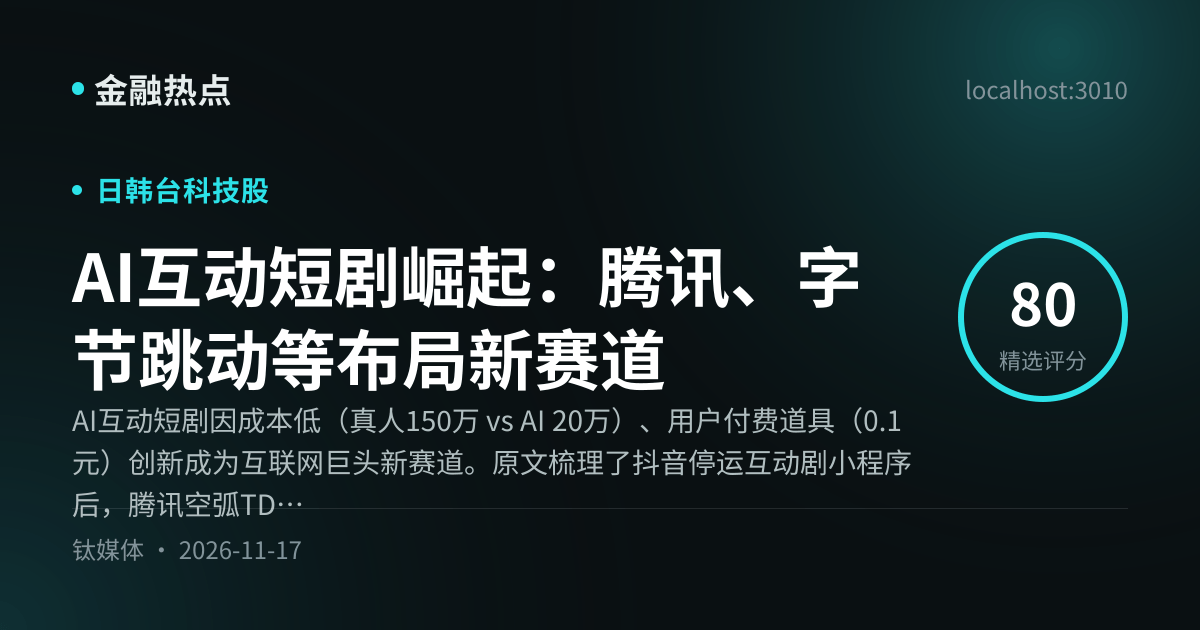 金融热点
localhost:3010
日韩台科技股
AI互动短剧崛起：腾讯、字
节跳动等布局新赛道
80
精选评分
AI互动短剧因成本低（真人150万 vs AI 20万）、用户付费道具（0.1
元）创新成为互联网巨头新赛道。原文梳理了抖音停运互动剧小程序
后，腾讯空弧TD…
钛媒体 • 2026-11-17